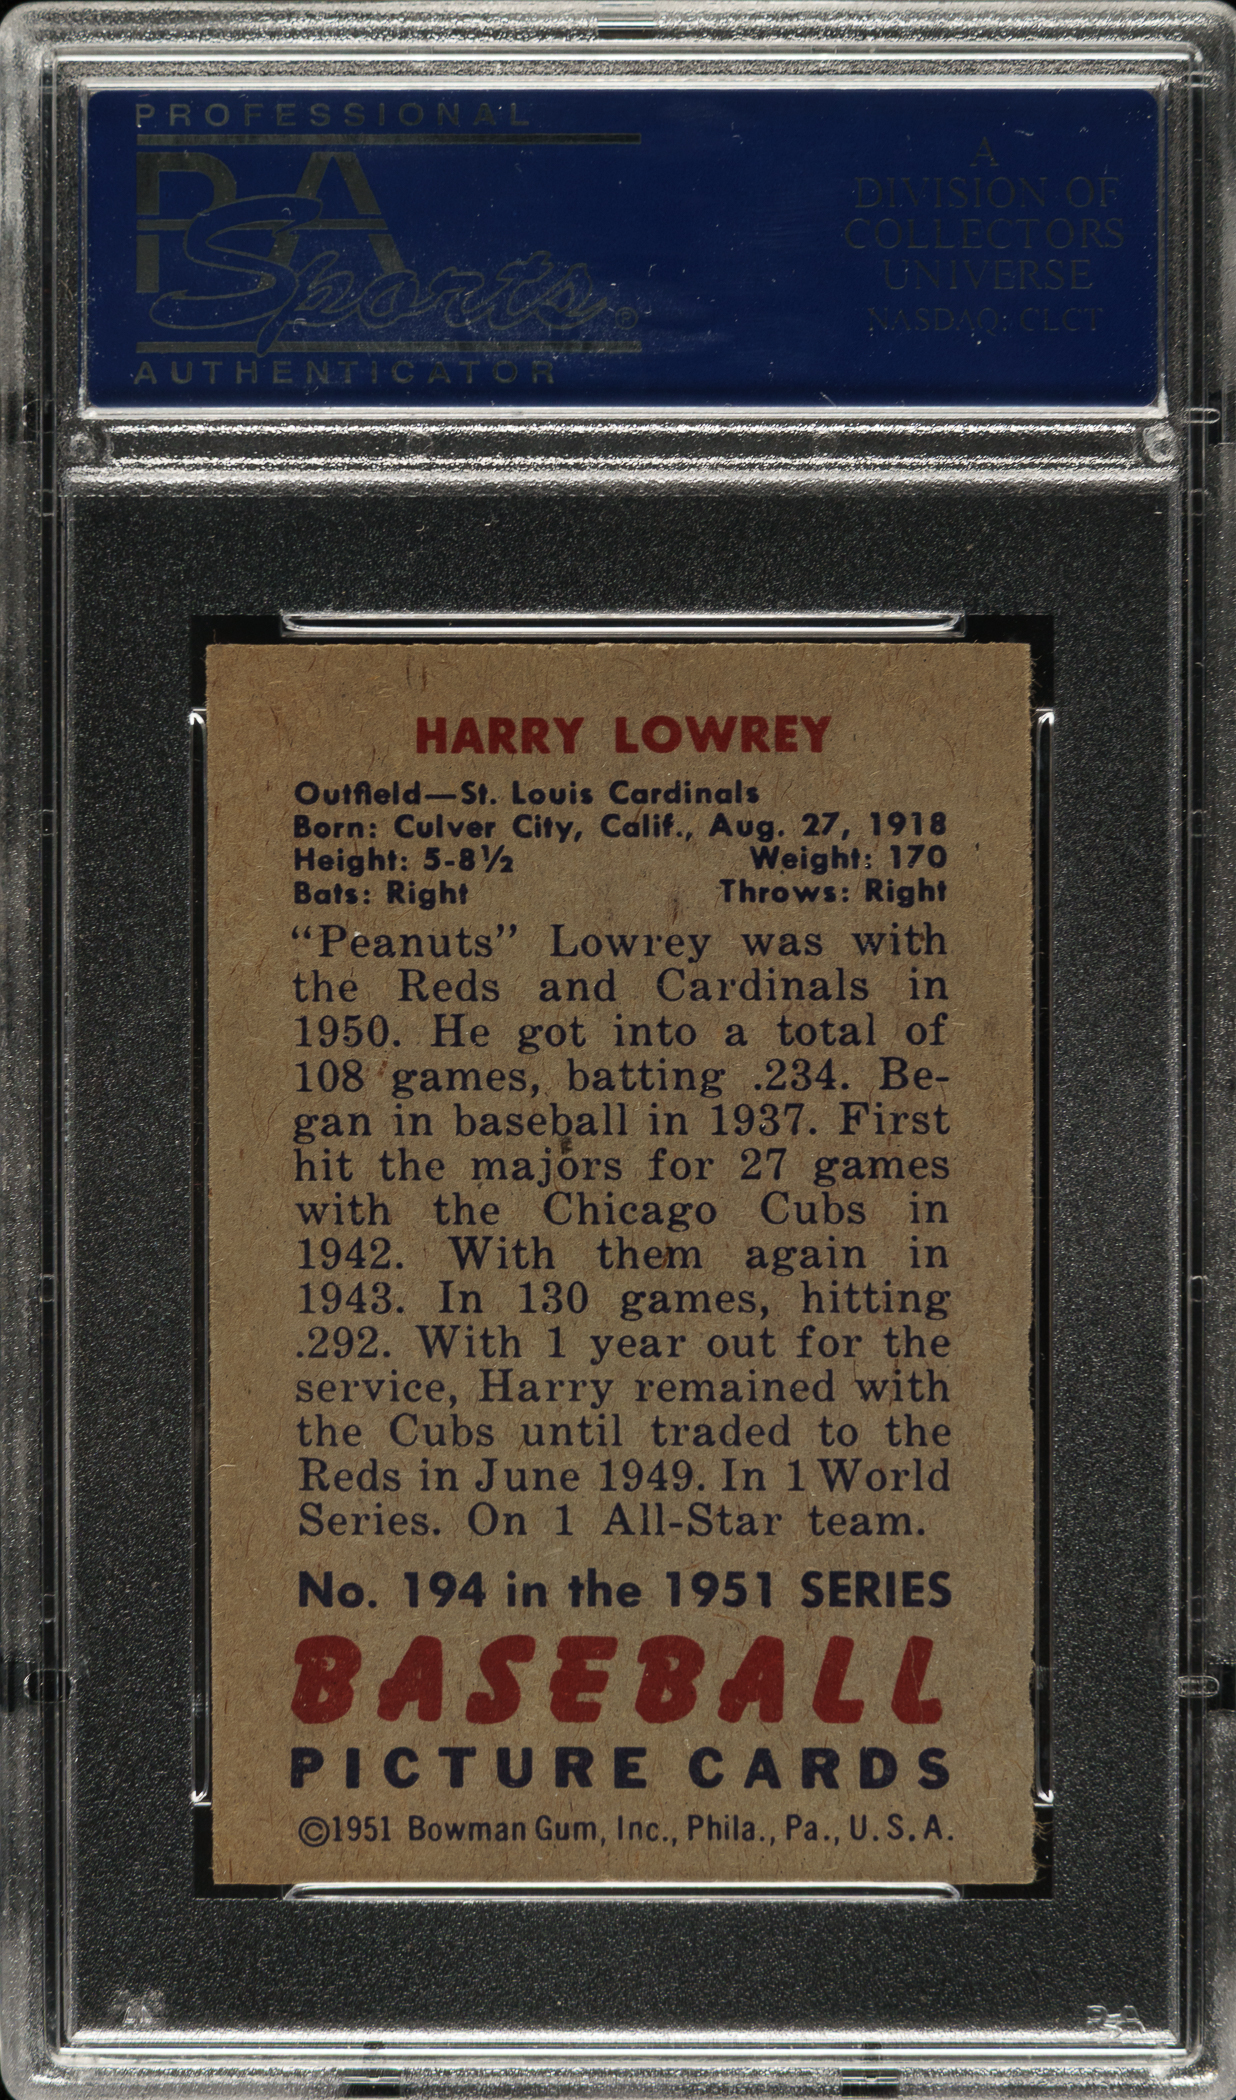 PROFESSIONAL
PSA
Sports©
AUTHENTICATOR
A
DIVISION OF
COLLECTORS
UNIVERSE
NASDAQ: CLCT
HARRY LOWREY
Outfield—St. Louis Cardinals
Born: Culver City, Calif., Aug. 27, 1918
Height: 5-8½ Weight: 170
Bats: Right Throws: Right
“Peanuts” Lowrey was with
the Reds and Cardinals in
1950. He got into a total of
108 games, batting .234. Be-
gan in baseball in 1937. First
hit the majors for 27 games
with the Chicago Cubs in
1942. With them again in
1943. In 130 games, hitting
.292. With 1 year out for the
service, Harry remained with
the Cubs until traded to the
Reds in June 1949. In 1 World
Series. On 1 All-Star team.
No. 194 in the 1951 SERIES
BASEBALL
PICTURE CARDS
©1951 Bowman Gum, Inc., Phila., Pa., U.S.A.
PSA